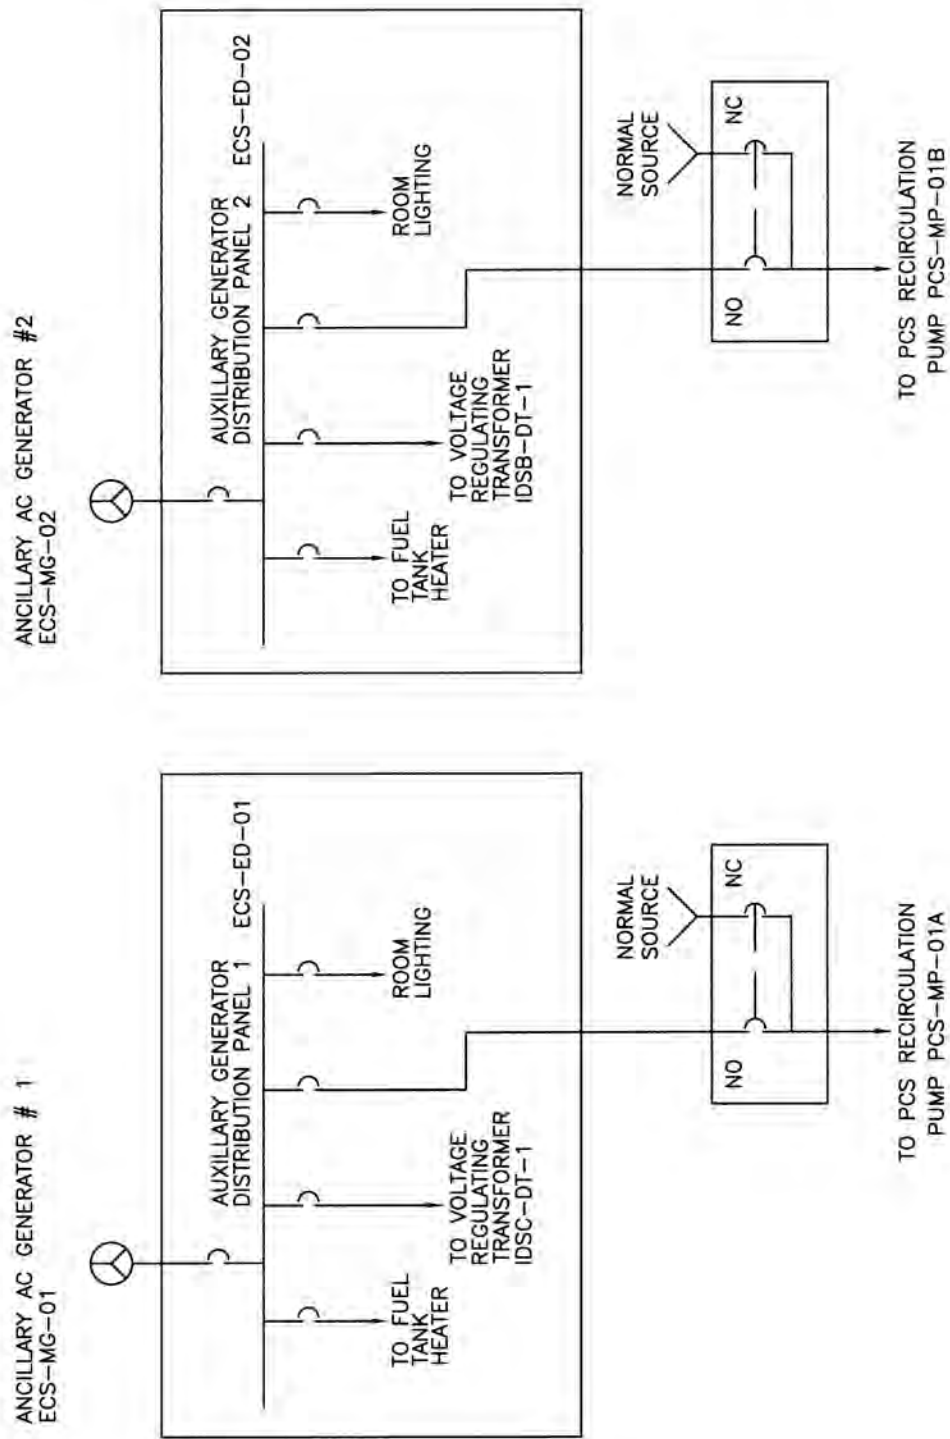 ANCILLARY AC GENERATOR # 1
ECS-MG-01
AUXILLARY GENERATOR
DISTRIBUTION PANEL 1 ECS-ED-01
TO FUEL
TANK
HEATER
TO VOLTAGE
REGULATING
TRANSFORMER
IDSC-DT-1
ROOM
LIGHTING
NORMAL
SOURCE
NO
NC
TO PCS RECIRCULATION
PUMP PCS-MP-01A
ANCILLARY AC GENERATOR #2
ECS-MG-02
AUXILLARY GENERATOR
DISTRIBUTION PANEL 2 ECS-ED-02
TO FUEL
TANK
HEATER
TO VOLTAGE
REGULATING
TRANSFORMER
IDSB-DT-1
ROOM
LIGHTING
NORMAL
SOURCE
NO
NC
TO PCS RECIRCULATION
PUMP PCS-MP-01B